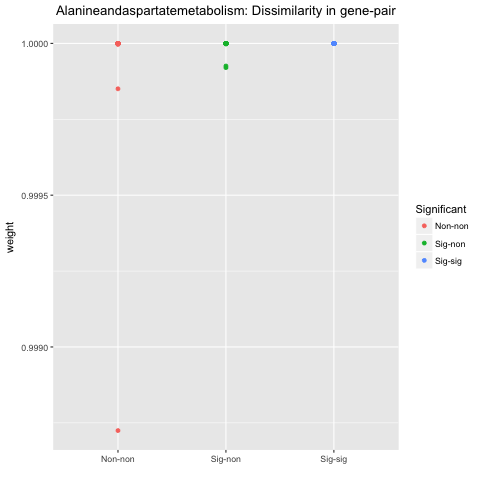 Alanineandaspartatemetabolism: Dissimilarity in gene-pair
1.0000
0.9995
0.9990
weight
Non-non
Sig-non
Sig-sig
Significant
Non-non
Sig-non
Sig-sig